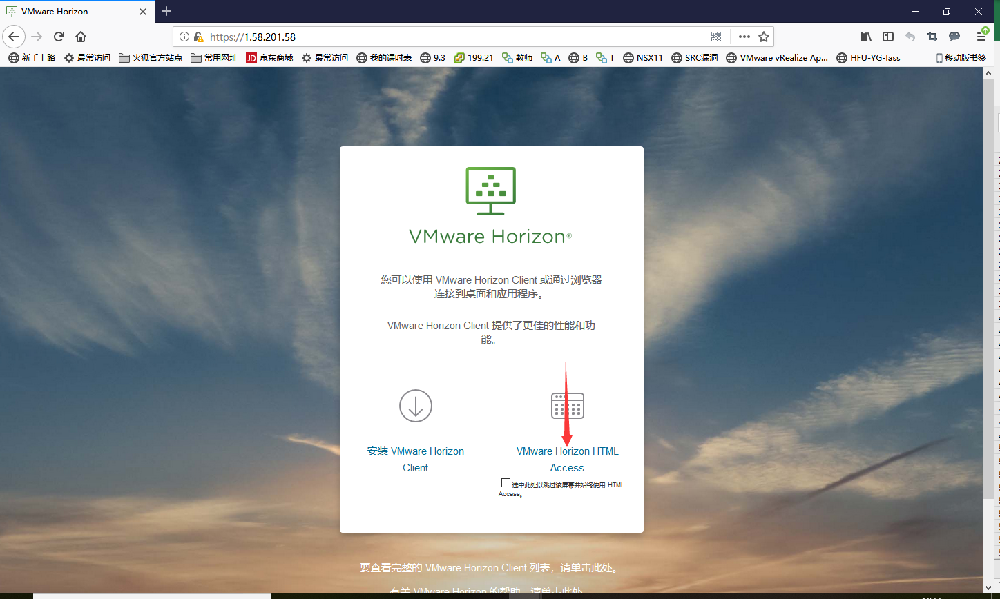 VMware Horizon
https://1.58.201.58
新手上路 最常访问 火狐官方站点 常用网址 JD 京东商城 最常访问 我的课时表 9.3 199.21 教师 A B T NSX11 SRC漏洞 VMware vRealize Ap... HFU-YG-Iass 移动版书签
VMware Horizon®
您可以使用 VMware Horizon Client 或通过浏览器
连接到桌面和应用程序。
VMware Horizon Client 提供了更佳的性能和功
能。
安装 VMware Horizon
Client
VMware Horizon HTML
Access
选中此处以跳过该屏幕并始终使用 HTML
Access。
要查看完整的 VMware Horizon Client 列表，请单击此处。
有关 VMware Horizon 的帮助，请单击此处